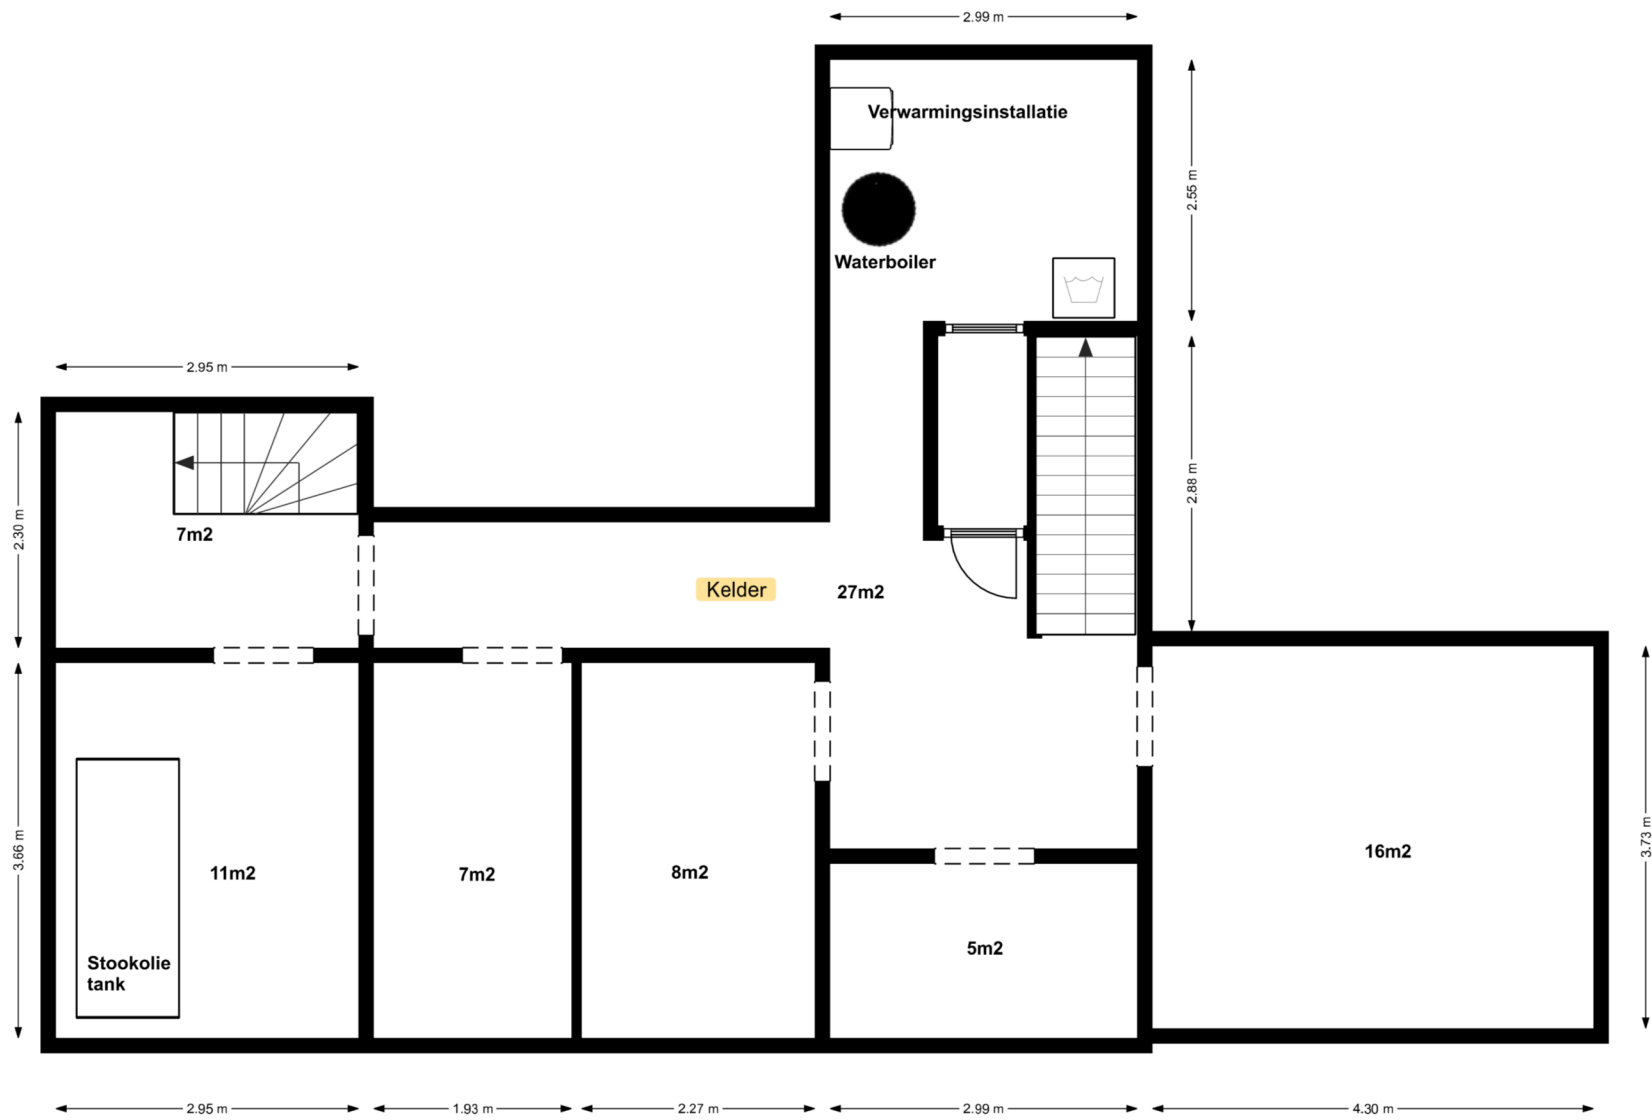 2.99 m
Verwarmingsinstallatie
2.55 m
Waterboiler
2.95 m
2.88 m
2.30 m
7m2
Kelder
27m2
3.66 m
11m2
7m2
8m2
16m2
3.73 m
5m2
Stookolie
tank
2.95 m
1.93 m
2.27 m
2.99 m
4.30 m